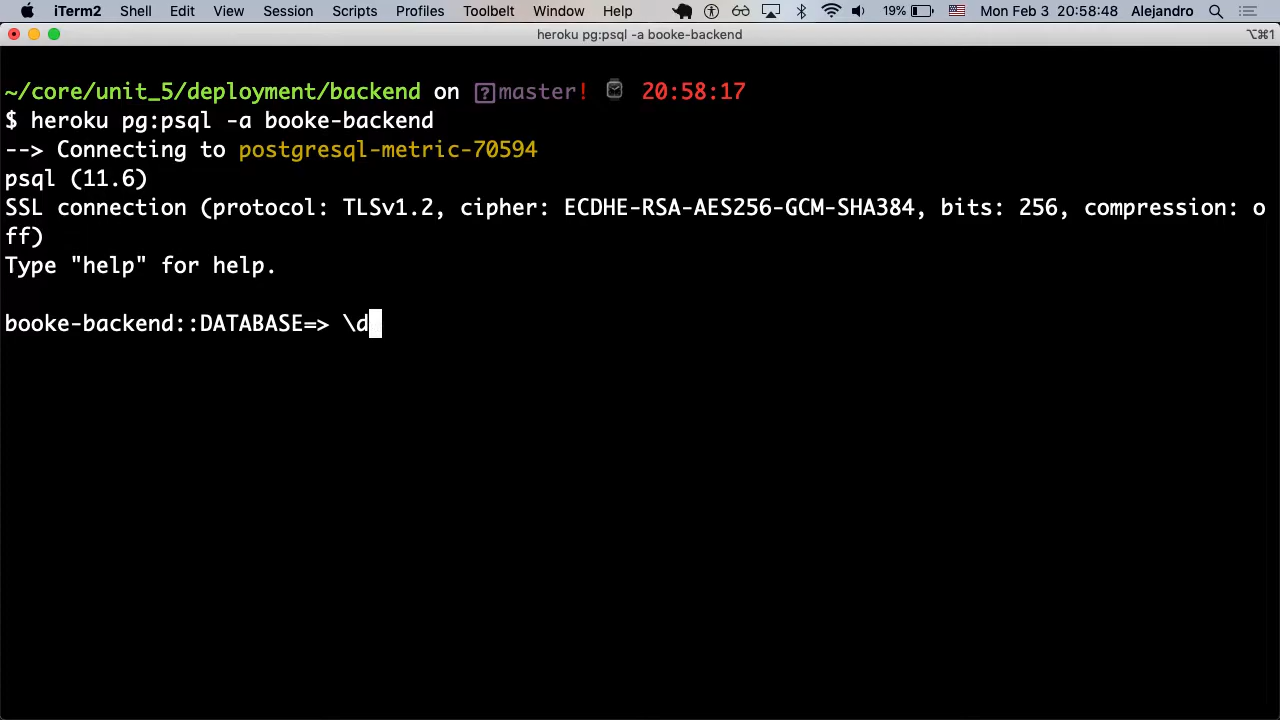 iTerm2 Shell Edit View Session Scripts Profiles Toolbelt Window Help 19% Mon Feb 3 20:58:48 Alejandro
heroku pg:psql -a booke-backend ⌥⌘1
~/core/unit_5/deployment/backend on ?master! 20:58:17
$ heroku pg:psql -a booke-backend
--> Connecting to postgresql-metric-70594
psql (11.6)
SSL connection (protocol: TLSv1.2, cipher: ECDHE-RSA-AES256-GCM-SHA384, bits: 256, compression: o
ff)
Type "help" for help.
booke-backend::DATABASE=> \d